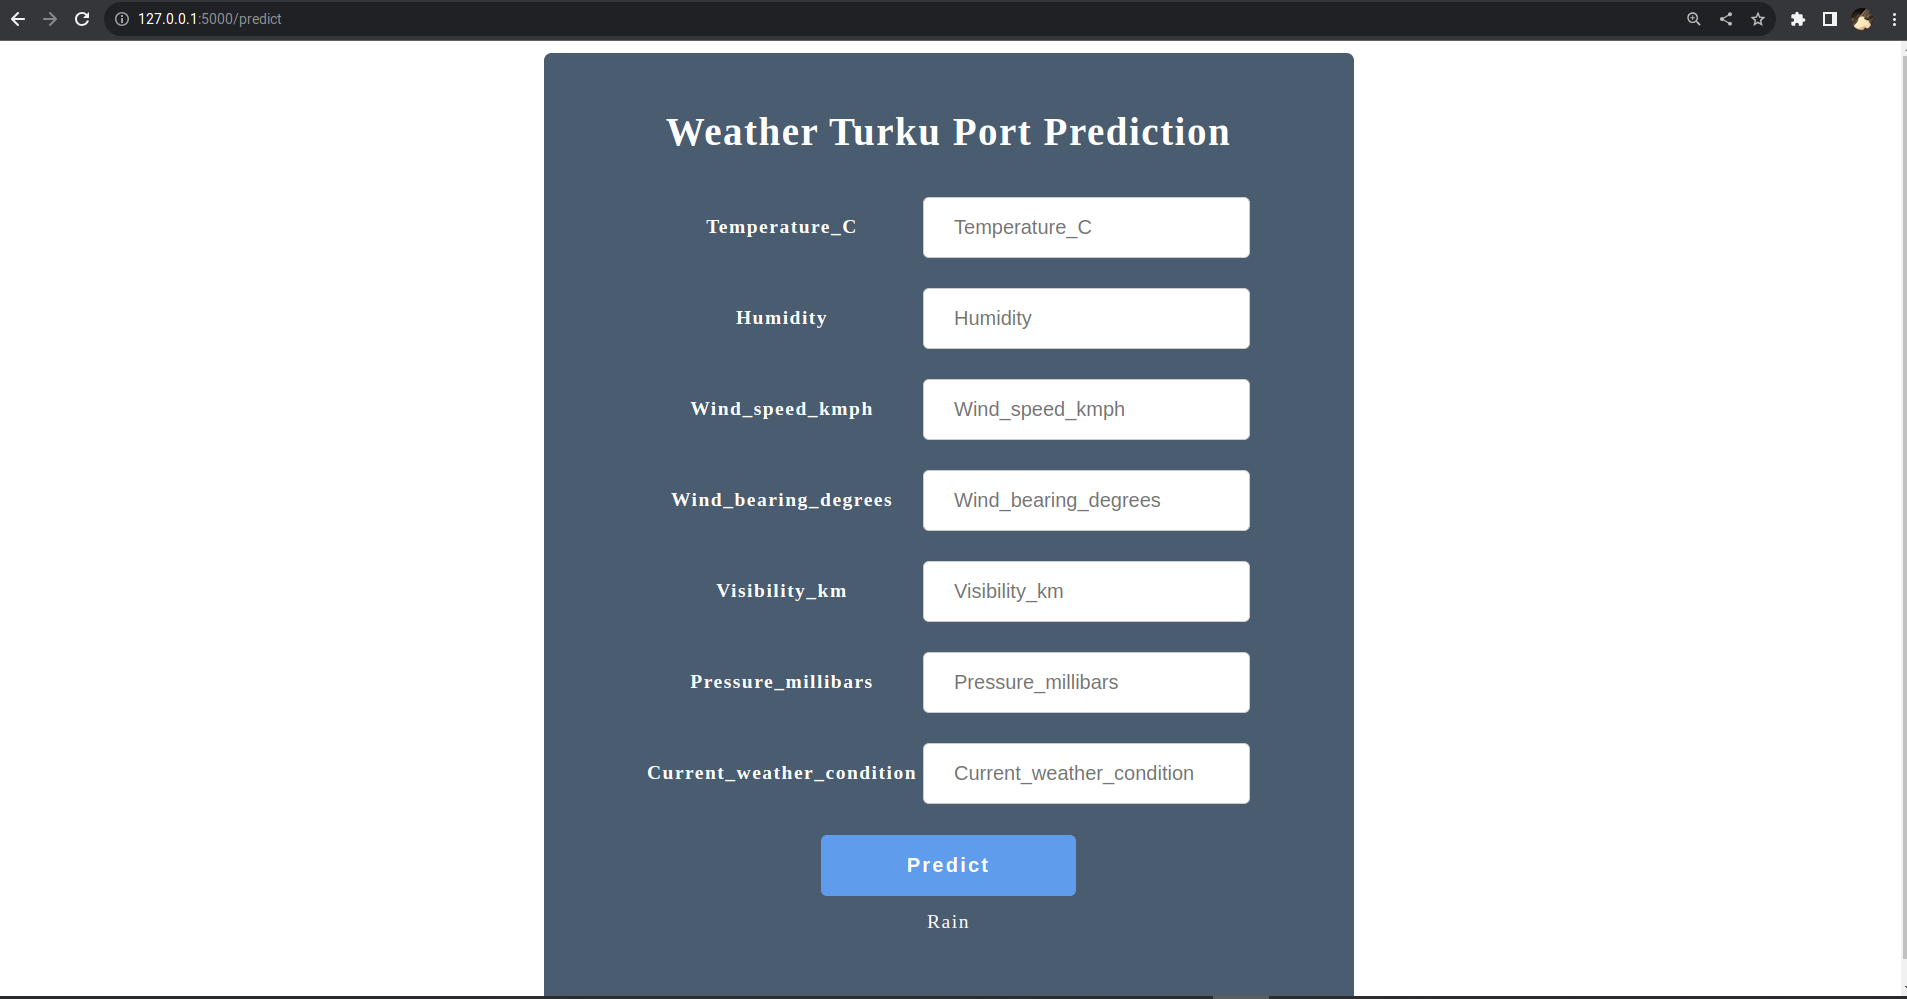 127.0.0.1:5000/predict
Weather Turku Port Prediction
Temperature_C Temperature_C
Humidity Humidity
Wind_speed_kmph Wind_speed_kmph
Wind_bearing_degrees Wind_bearing_degrees
Visibility_km Visibility_km
Pressure_millibars Pressure_millibars
Current_weather_condition Current_weather_condition
Predict
Rain